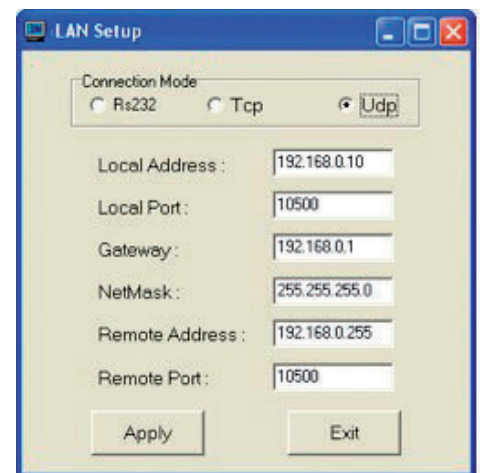 LAN Setup
Connection Mode
Rs232 Tcp Udp
Local Address : 192.168.0.10
Local Port : 10500
Gateway : 192.168.0.1
NetMask : 255.255.255.0
Remote Address : 192.168.0.255
Remote Port : 10500
Apply Exit